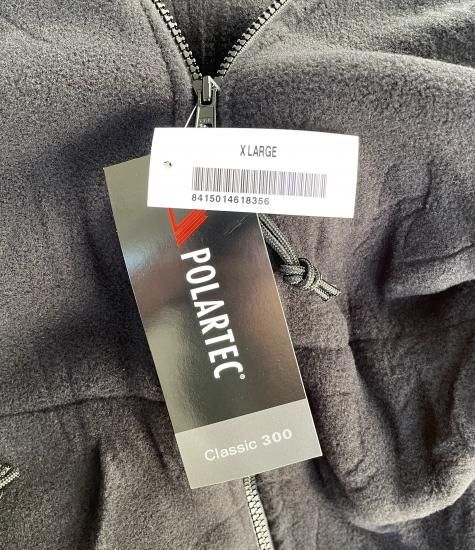 X LARGE
8415014618356
POLARTEC®
Classic 300